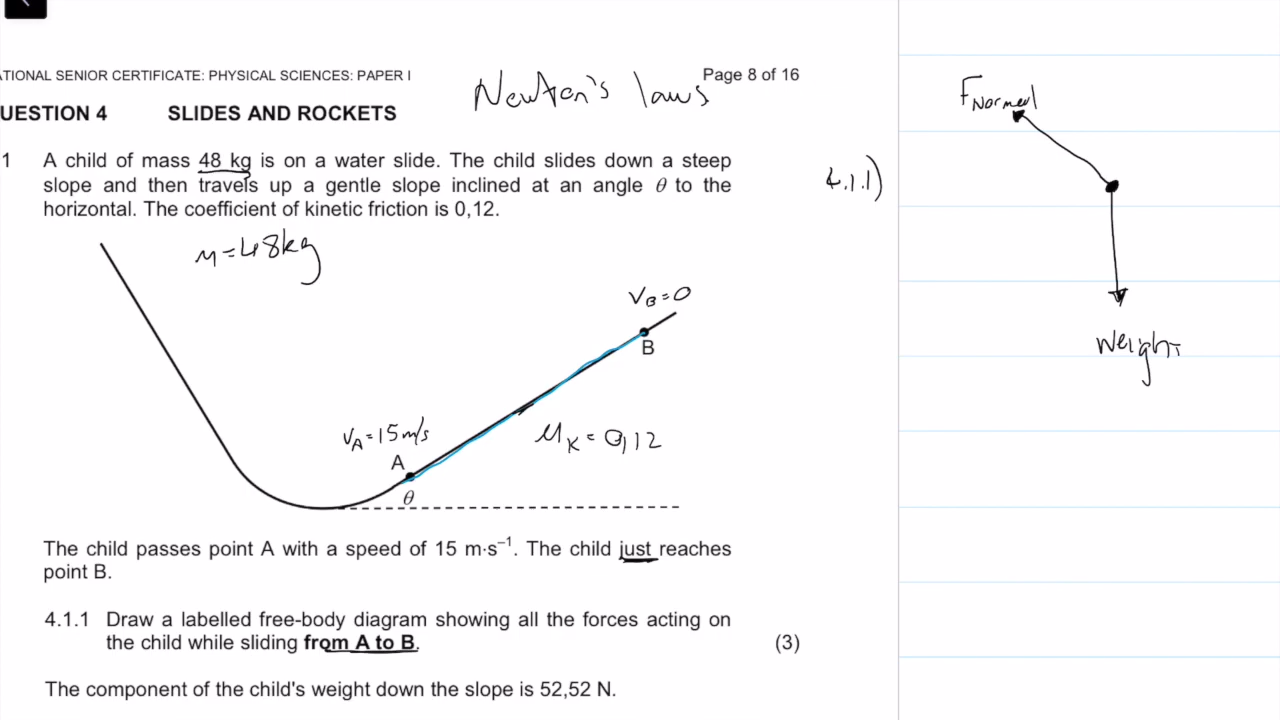 ATIONAL SENIOR CERTIFICATE: PHYSICAL SCIENCES: PAPER I
Newton's laws
Page 8 of 16
UESTION 4 SLIDES AND ROCKETS
1 A child of mass 48 kg is on a water slide. The child slides down a steep
slope and then travels up a gentle slope inclined at an angle θ to the
horizontal. The coefficient of kinetic friction is 0,12.
m=48kg
V_B=0
B
V_A=15m/s
μ_K = 0,12
A
θ
The child passes point A with a speed of 15 m·s⁻¹. The child just reaches
point B.
4.1.1 Draw a labelled free-body diagram showing all the forces acting on
the child while sliding from A to B. (3)
The component of the child's weight down the slope is 52,52 N.
4.1.1)
F_Normal
Weight